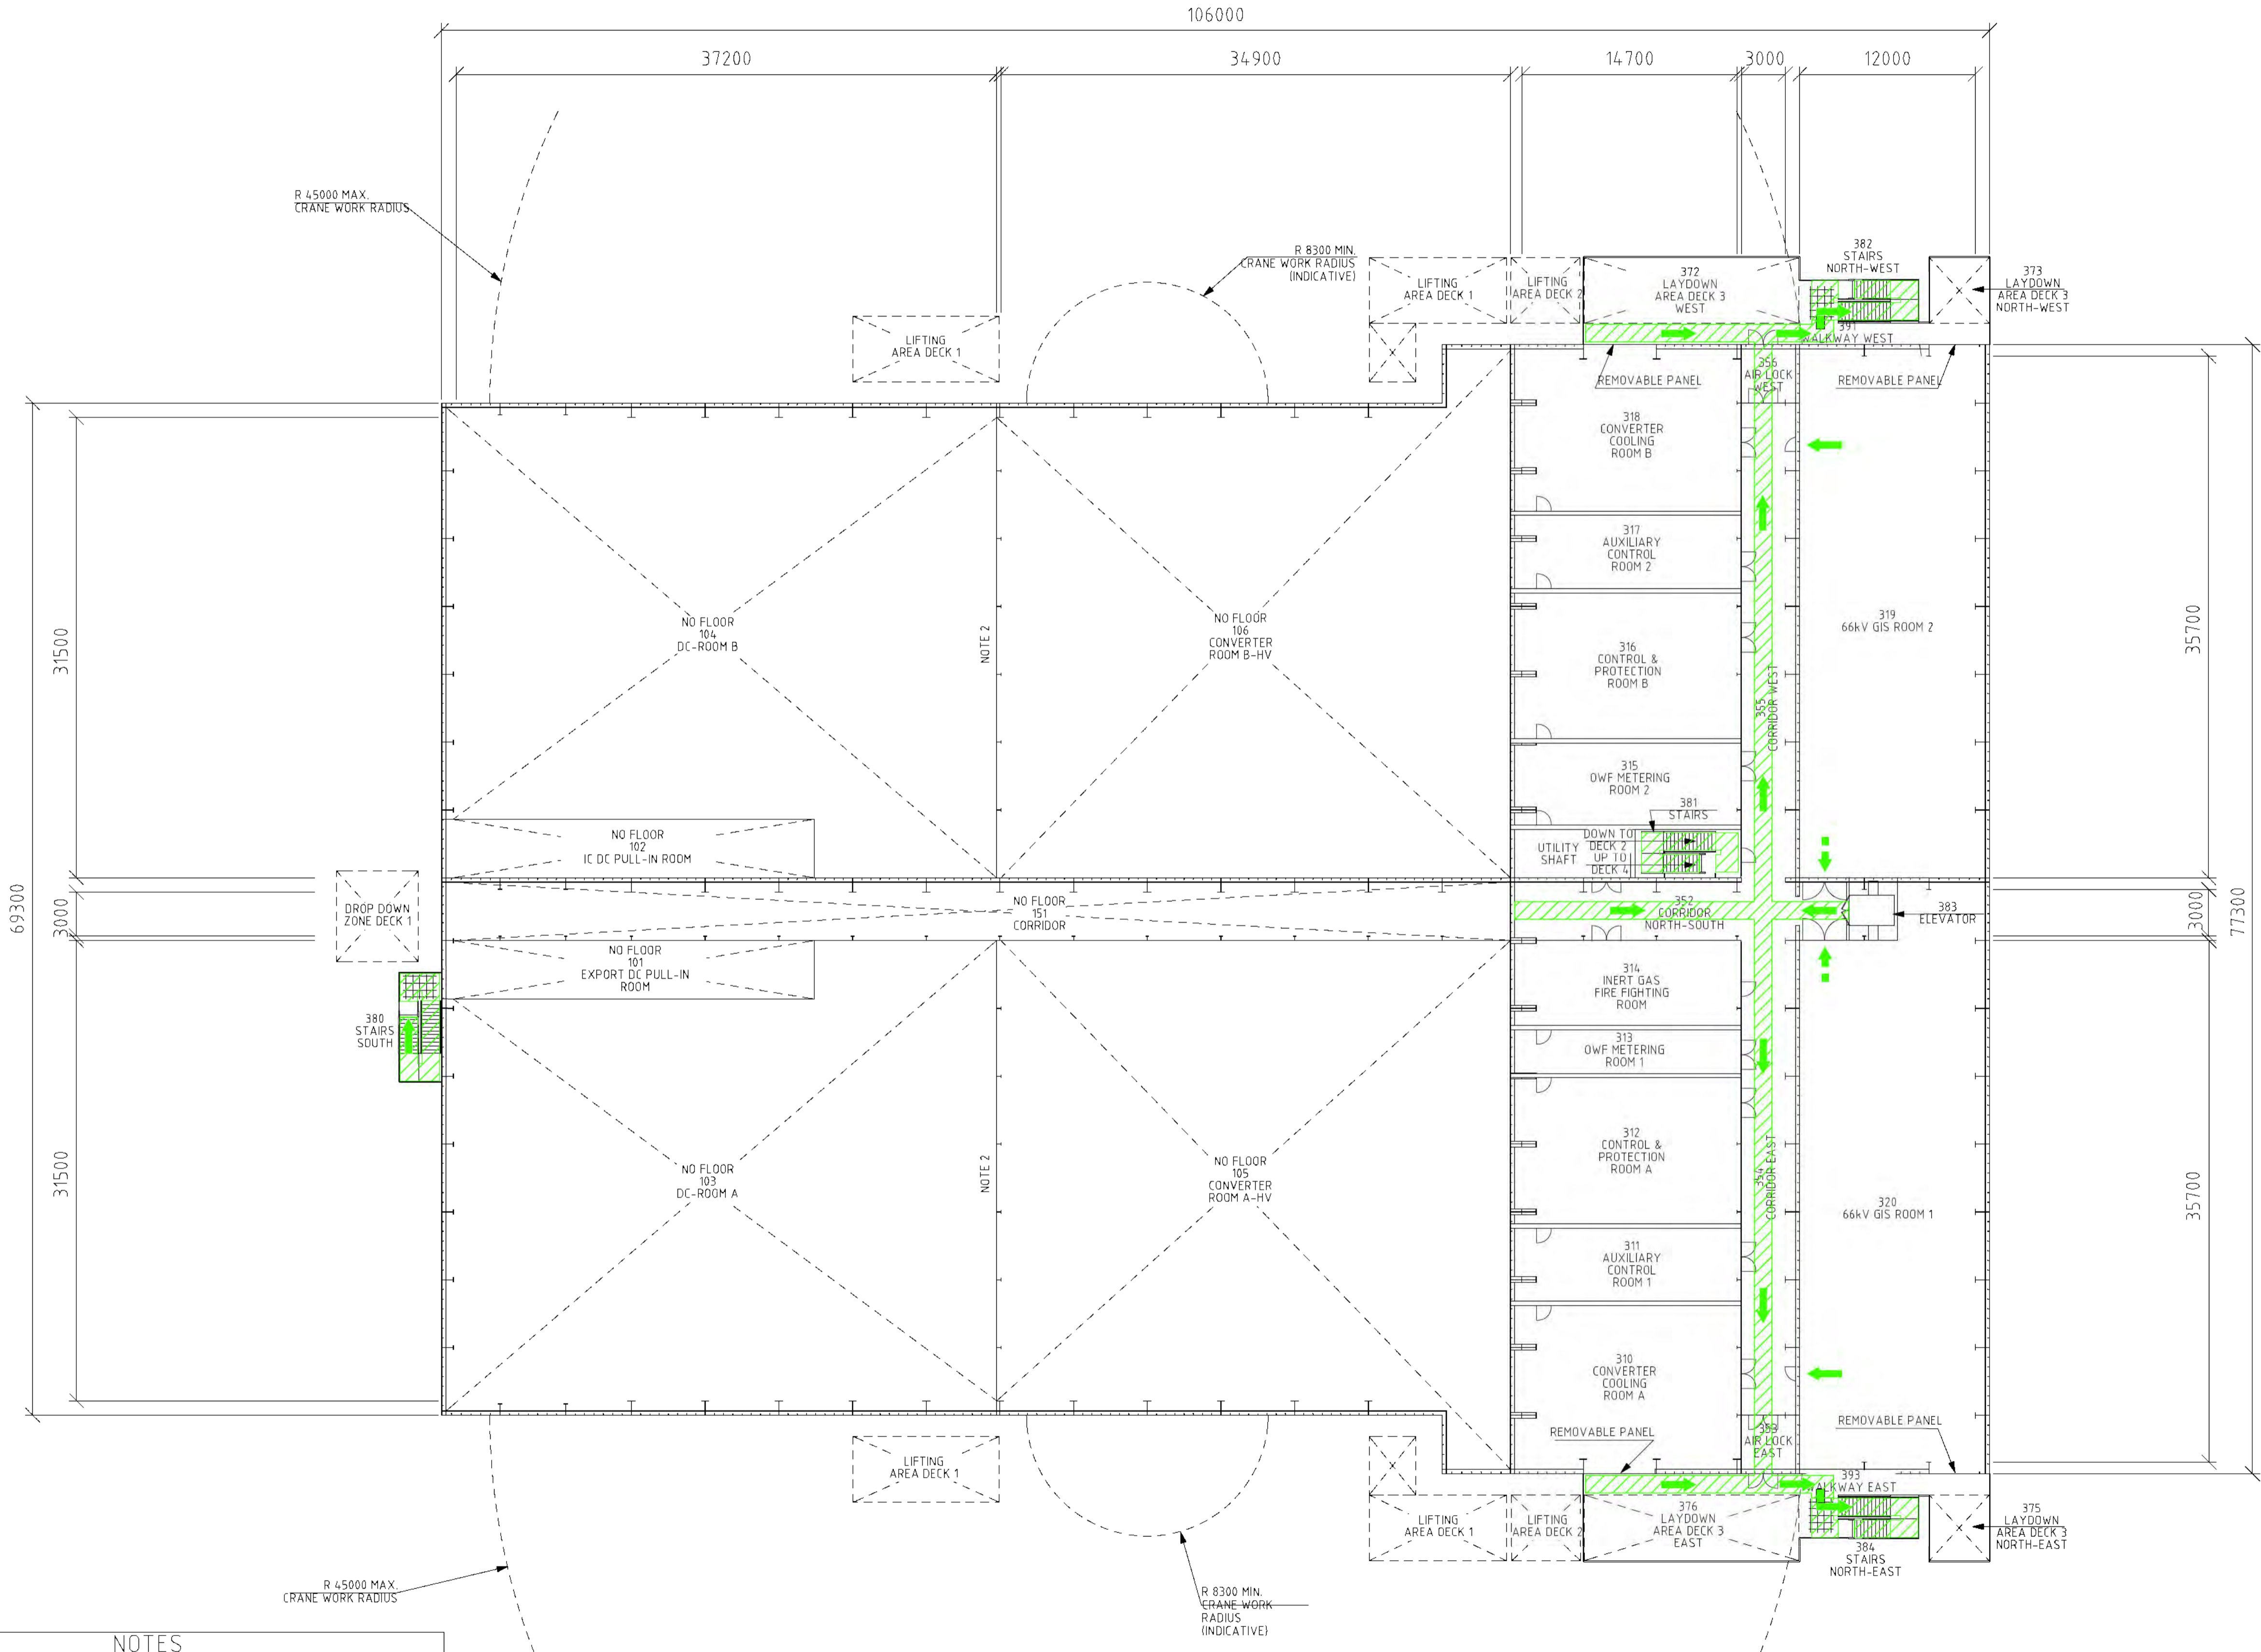 106000
37200
34900
14700
3000
12000
R 45000 MAX.
CRANE WORK RADIUS
R 8300 MIN.
CRANE WORK RADIUS
(INDICATIVE)
LIFTING
AREA DECK 1
LIFTING
AREA DECK 1
LIFTING
AREA DECK 2
372
LAYDOWN
AREA DECK 3
WEST
382
STAIRS
NORTH-WEST
373
LAYDOWN
AREA DECK 3
NORTH-WEST
391
WALKWAY WEST
REMOVABLE PANEL
356
AIR LOCK
WEST
REMOVABLE PANEL
318
CONVERTER
COOLING
ROOM B
317
AUXILIARY
CONTROL
ROOM 2
316
CONTROL &
PROTECTION
ROOM B
315
OWF METERING
ROOM 2
381
STAIRS
DOWN TO
DECK 2
UP TO
DECK 4
UTILITY
SHAFT
355
CORRIDOR WEST
319
66kV GIS ROOM 2
NO FLOOR
104
DC-ROOM B
NOTE 2
NO FLOOR
106
CONVERTER
ROOM B-HV
NO FLOOR
102
IC DC PULL-IN ROOM
69300
31500
3000
31500
35700
3000
35700
77300
DROP DOWN
ZONE DECK 1
NO FLOOR
151
CORRIDOR
352
CORRIDOR
NORTH-SOUTH
383
ELEVATOR
NO FLOOR
101
EXPORT DC PULL-IN
ROOM
380
STAIRS
SOUTH
314
INERT GAS
FIRE FIGHTING
ROOM
313
OWF METERING
ROOM 1
312
CONTROL &
PROTECTION
ROOM A
311
AUXILIARY
CONTROL
ROOM 1
310
CONVERTER
COOLING
ROOM A
354
CORRIDOR EAST
320
66kV GIS ROOM 1
NO FLOOR
103
DC-ROOM A
NOTE 2
NO FLOOR
105
CONVERTER
ROOM A-HV
REMOVABLE PANEL
353
AIR LOCK
EAST
REMOVABLE PANEL
393
WALKWAY EAST
LIFTING
AREA DECK 1
LIFTING
AREA DECK 1
LIFTING
AREA DECK 2
376
LAYDOWN
AREA DECK 3
EAST
384
STAIRS
NORTH-EAST
375
LAYDOWN
AREA DECK 3
NORTH-EAST
R 45000 MAX.
CRANE WORK RADIUS
R 8300 MIN.
CRANE WORK
RADIUS
(INDICATIVE)
NOTES